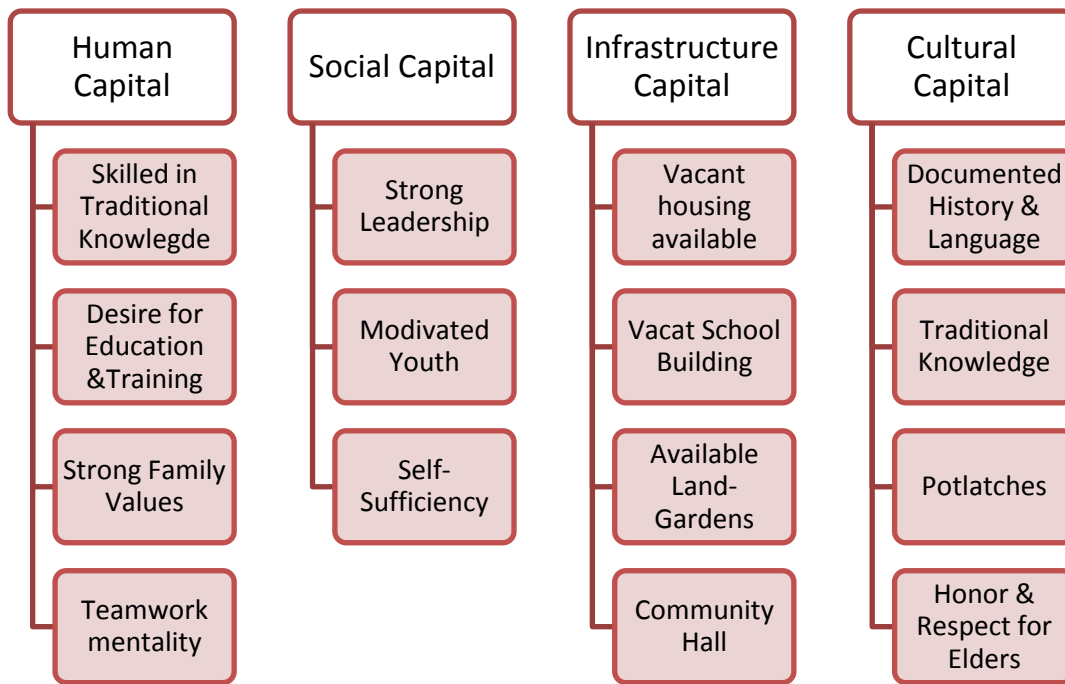 Human
Capital
Skilled in
Traditional
Knowlegde
Desire for
Education
&Training
Strong Family
Values
Teamwork
mentality
Social Capital
Strong
Leadership
Modivated
Youth
Self-
Sufficiency
Infrastructure
Capital
Vacant
housing
available
Vacat School
Building
Available
Land-
Gardens
Community
Hall
Cultural
Capital
Documented
History &
Language
Traditional
Knowledge
Potlatches
Honor &
Respect for
Elders